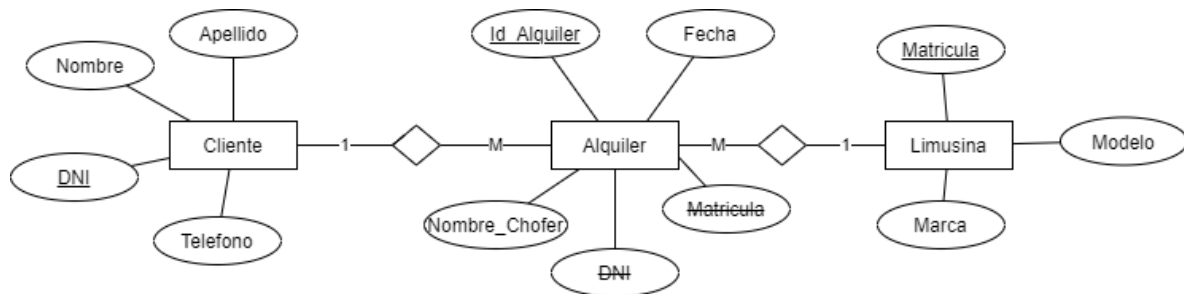 Apellido
Id_Alquiler
Fecha
Nombre
Matricula
Cliente
1
M
Alquiler
M
1
Limusina
Modelo
DNI
Telefono
Nombre_Chofer
Matricula
Marca
DNI